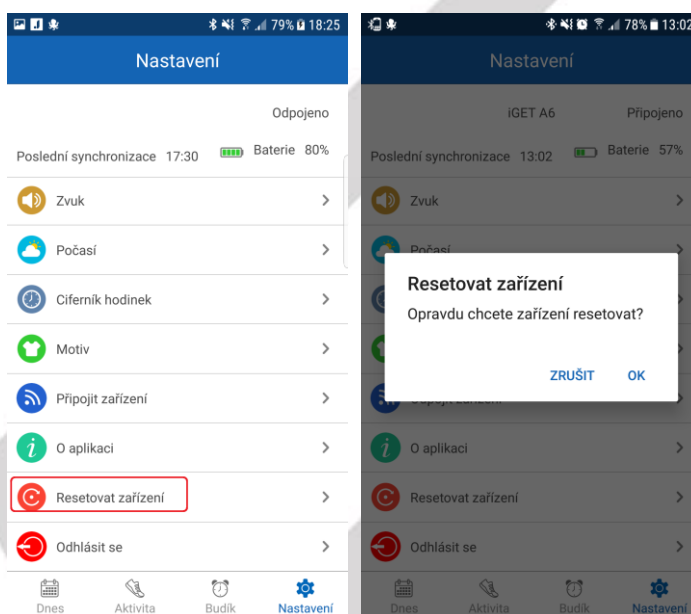 79% 18:25
Nastavení
Odpojeno
Poslední synchronizace 17:30 Baterie 80%
Zvuk
Počasí
Ciferník hodinek
Motiv
Připojit zařízení
O aplikaci
Resetovat zařízení
Odhlásit se
Dnes Aktivita Budík Nastavení
78% 13:02
Nastavení
iGET A6 Připojeno
Poslední synchronizace 13:02 Baterie 57%
Zvuk
Počasí
Resetovat zařízení
Opravdu chcete zařízení resetovat?
ZRUŠIT OK
O aplikaci
Resetovat zařízení
Odhlásit se
Dnes Aktivita Budík Nastavení